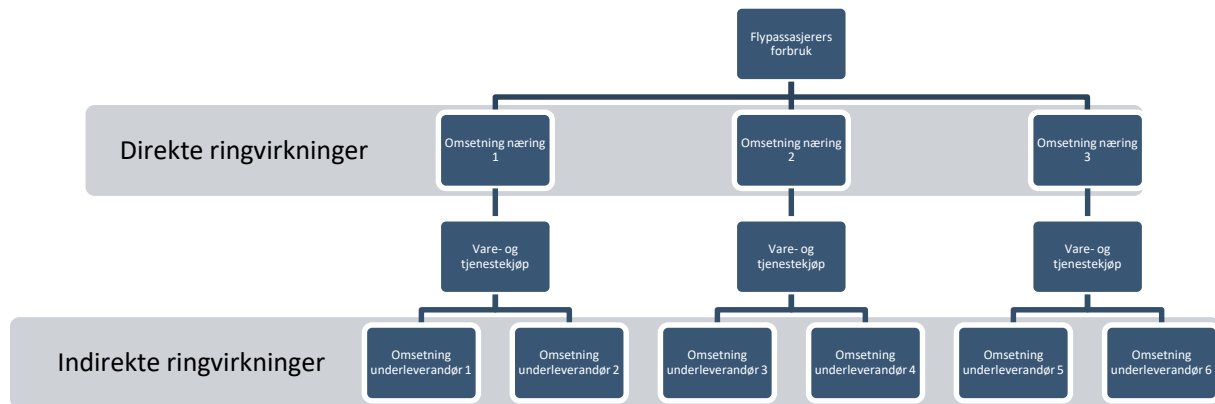 Flypassasjerers
forbruk
Direkte ringvirkninger
Omsetning næring
1
Omsetning næring
2
Omsetning næring
3
Vare- og
tjenestekjøp
Vare- og
tjenestekjøp
Vare- og
tjenestekjøp
Indirekte ringvirkninger
Omsetning
underleverandør 1
Omsetning
underleverandør 2
Omsetning
underleverandør 3
Omsetning
underleverandør 4
Omsetning
underleverandør 5
Omsetning
underleverandør 6